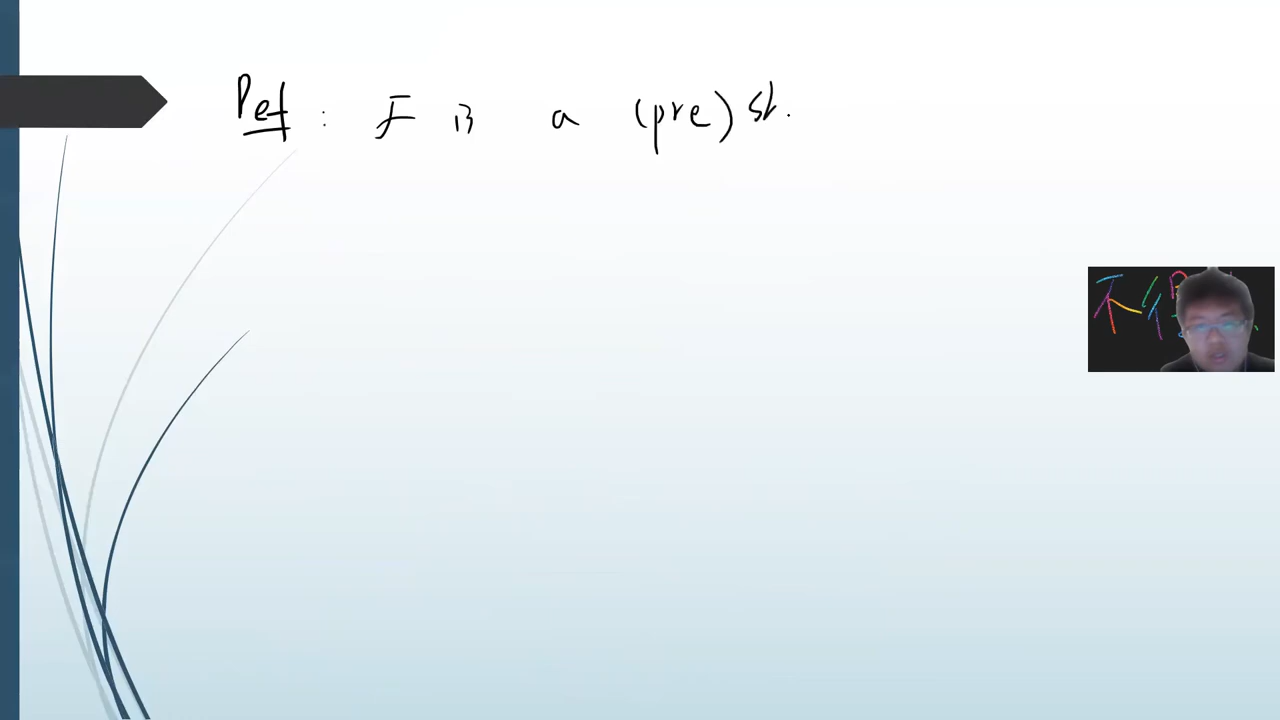 Def : F is a (pre) sh.